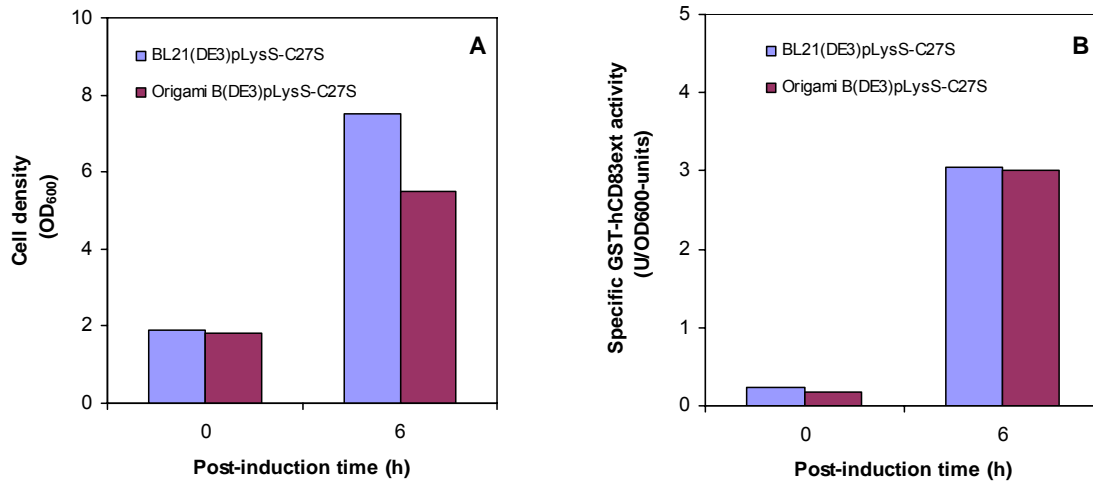 A
BL21(DE3)pLysS-C27S
Origami B(DE3)pLysS-C27S
Cell density
(OD600)
10
8
6
4
2
0
0
6
Post-induction time (h)
B
BL21(DE3)pLysS-C27S
Origami B(DE3)pLysS-C27S
Specific GST-hCD83ext activity
(U/OD600-units)
5
4
3
2
1
0
0
6
Post-induction time (h)